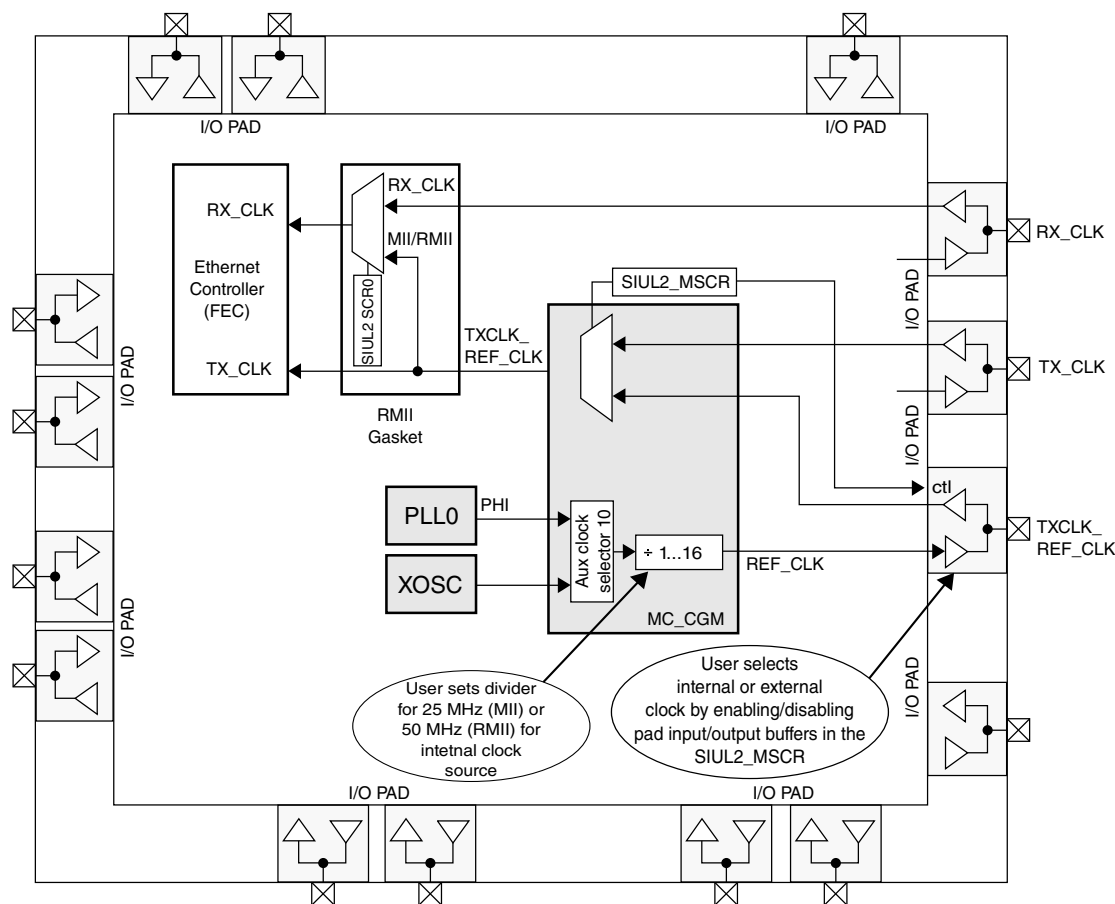 I/O PAD
I/O PAD
RX_CLK
MII/RMII
RX_CLK
Ethernet
Controller
(FEC)
TX_CLK
SIUL2 SCR0
RMII
Gasket
TXCLK_
REF_CLK
SIUL2_MSCR
RX_CLK
I/O PAD
TX_CLK
I/O PAD
ctl
TXCLK_
REF_CLK
I/O PAD
I/O PAD
PLL0
PHI
XOSC
Aux clock
selector 10
÷ 1...16
REF_CLK
MC_CGM
User sets divider
for 25 MHz (MII) or
50 MHz (RMII) for
intetnal clock
source
User selects
internal or external
clock by enabling/disabling
pad input/output buffers in the
SIUL2_MSCR
I/O PAD
I/O PAD
I/O PAD